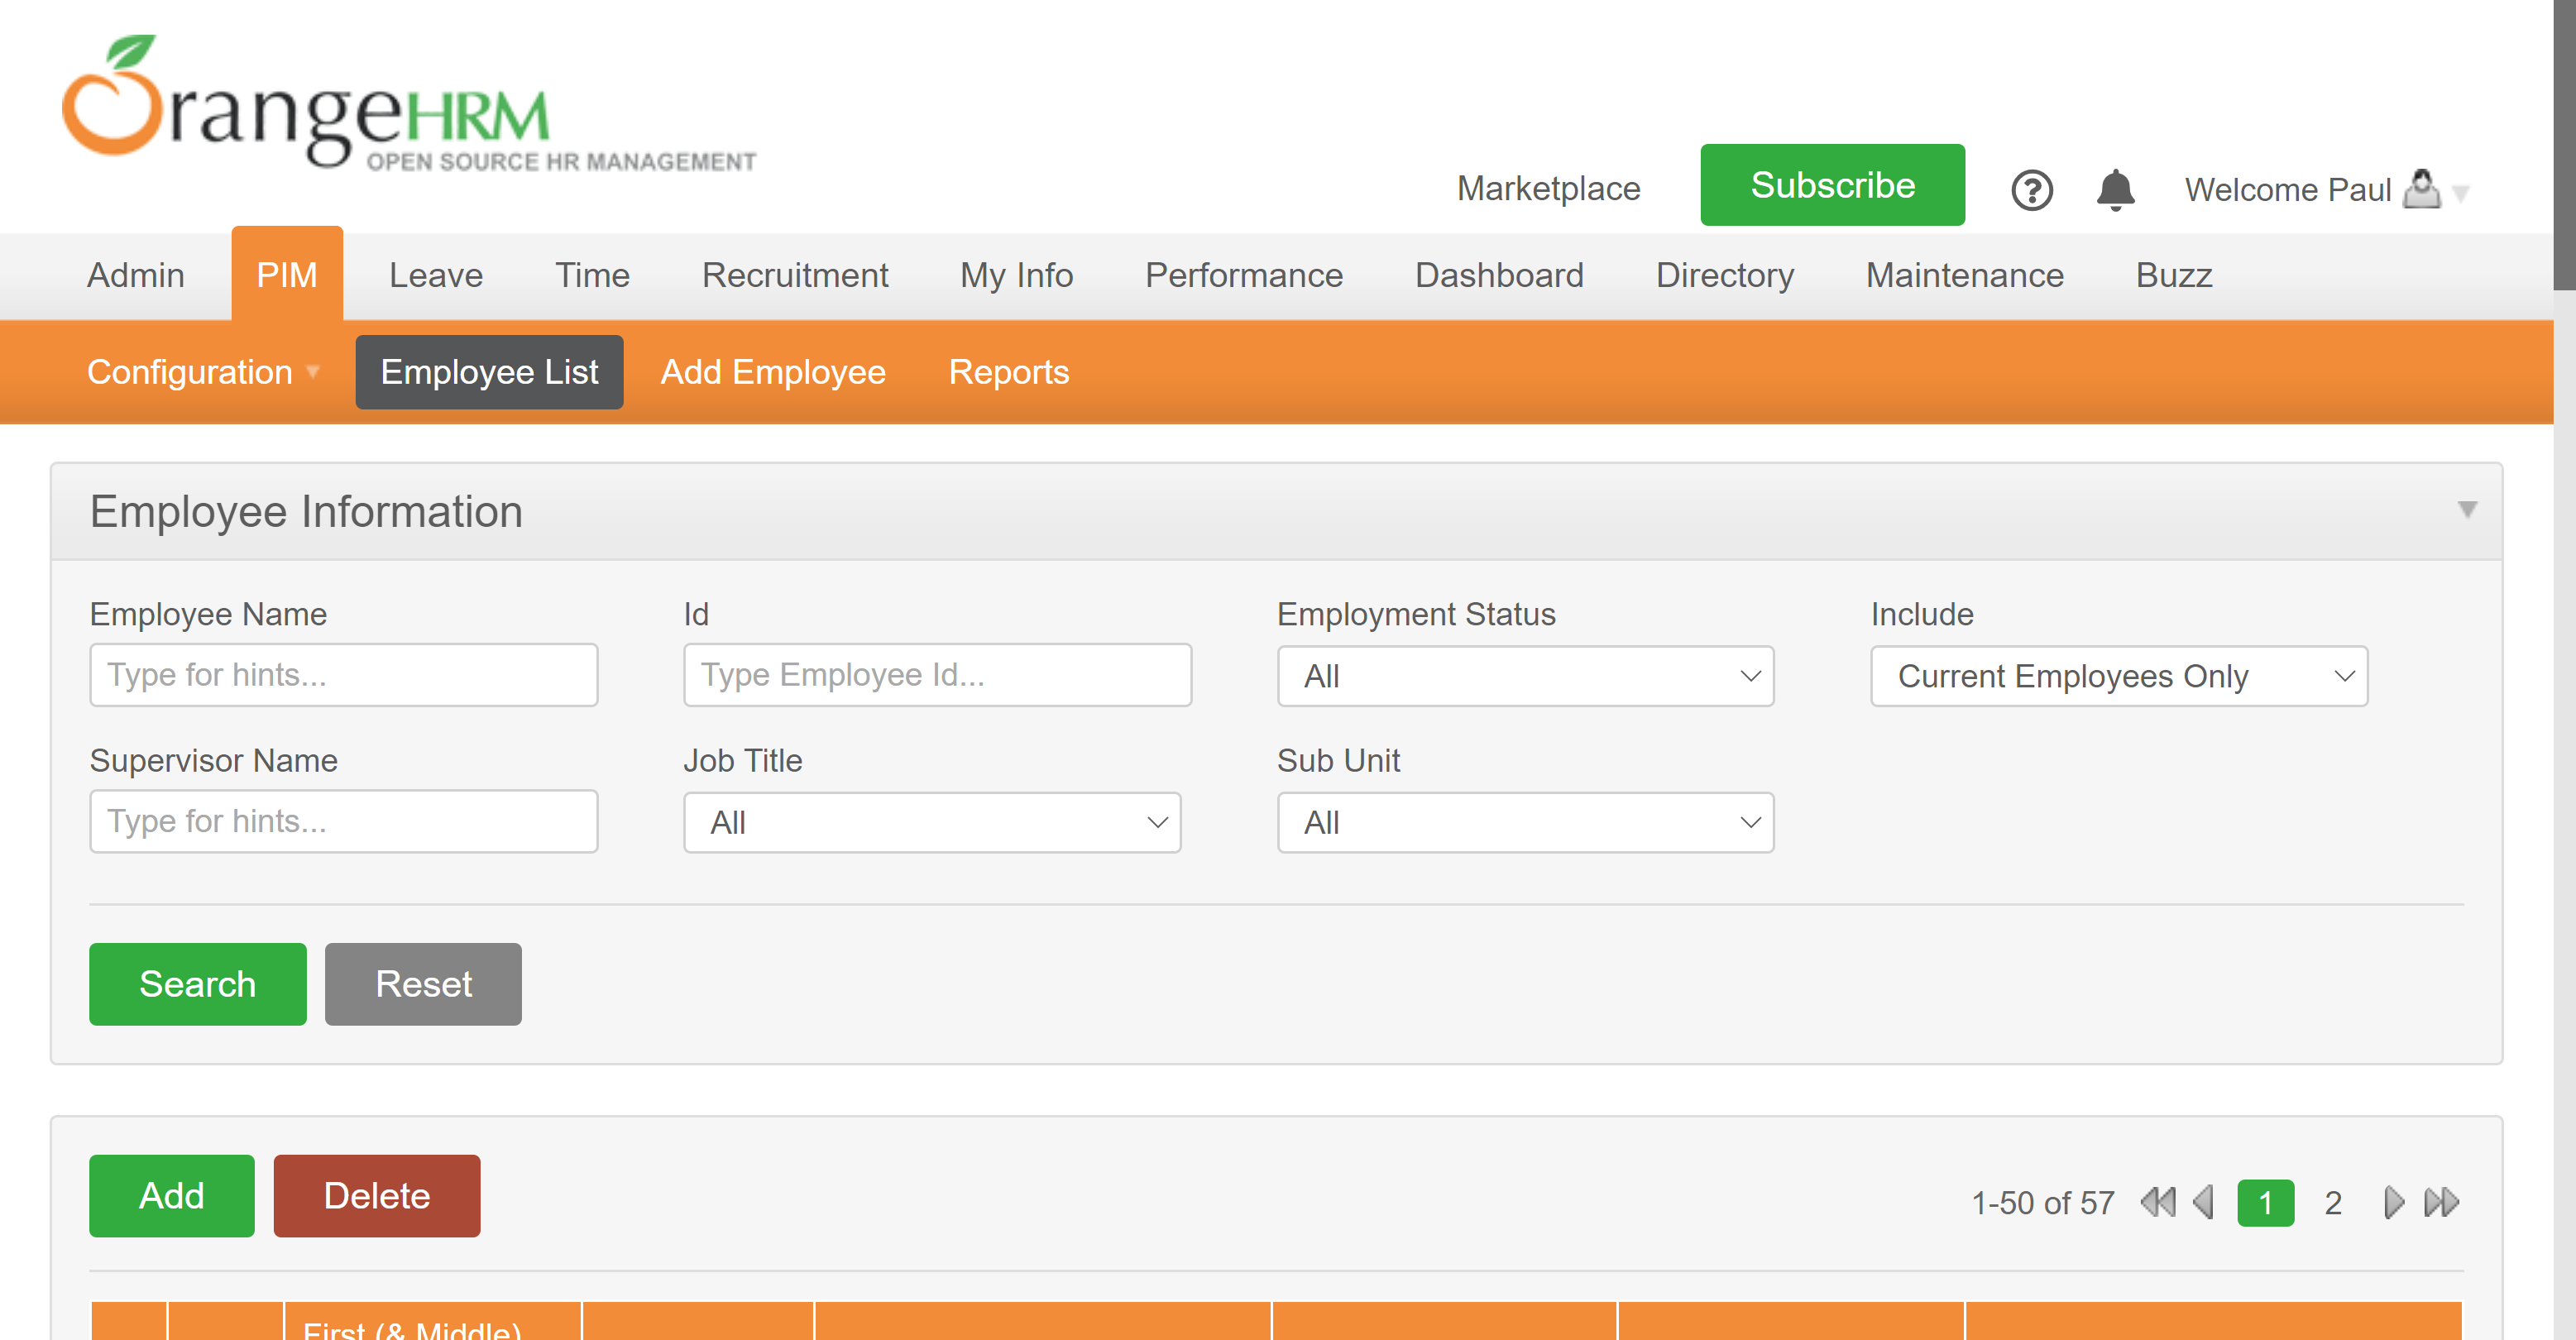 OrangeHRM
OPEN SOURCE HR MANAGEMENT
Marketplace Subscribe Welcome Paul
Admin PIM Leave Time Recruitment My Info Performance Dashboard Directory Maintenance Buzz
Configuration Employee List Add Employee Reports
Employee Information
Employee Name Id Employment Status Include
Type for hints... Type Employee Id... All Current Employees Only
Supervisor Name Job Title Sub Unit
Type for hints... All All
Search Reset
Add Delete 1-50 of 57 1 2
First (& Middle)